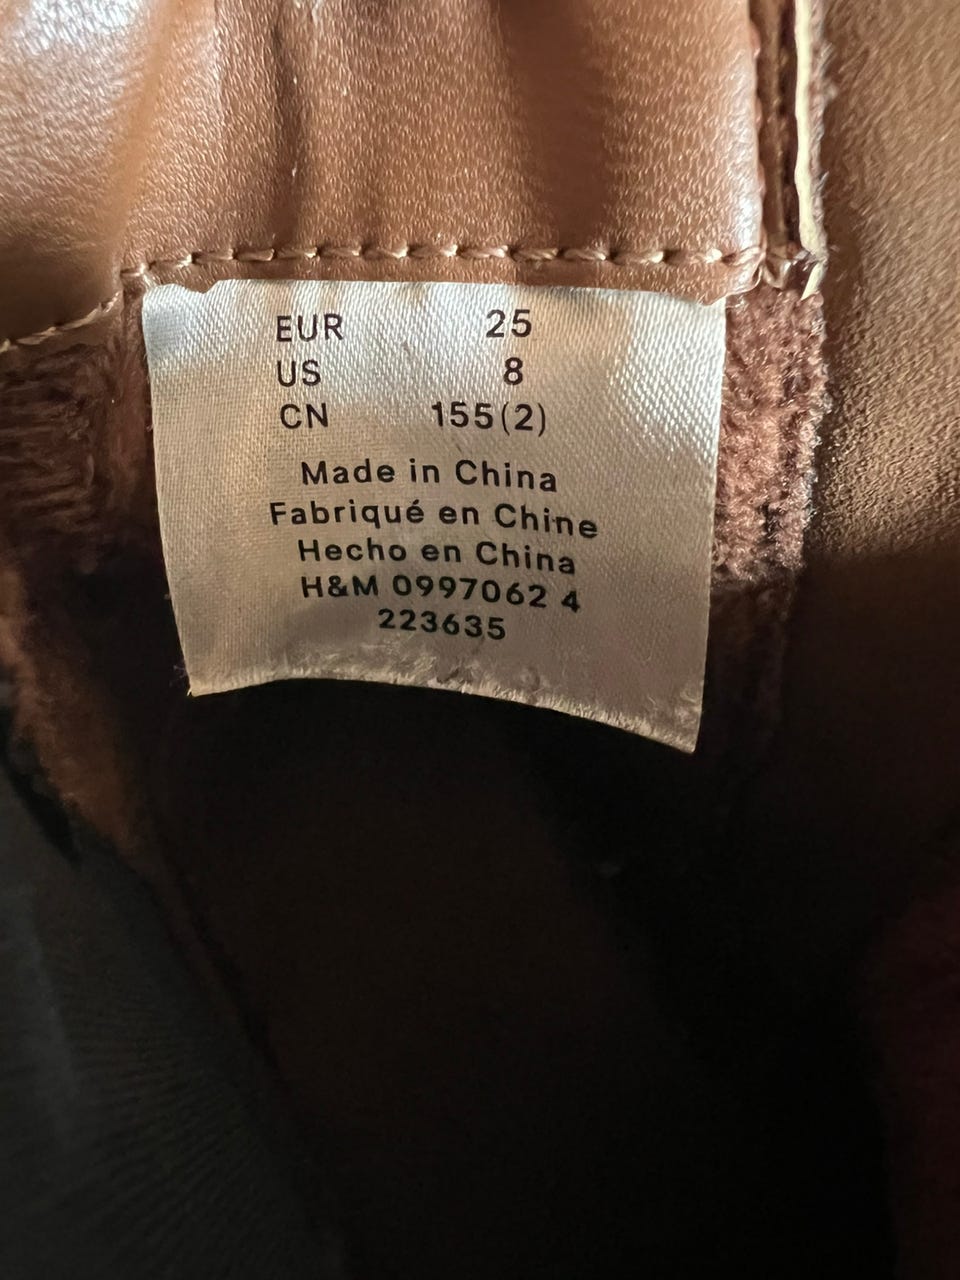 EUR 25
US 8
CN 155(2)
Made in China
Fabriqué en Chine
Hecho en China
H&M 0997062 4
223635